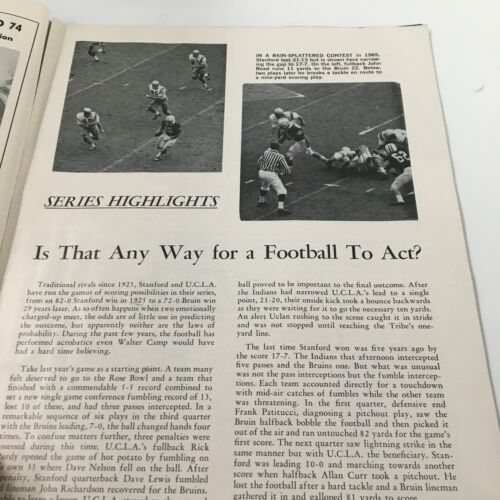 74
IN A RAIN-SPLATTERED CONTEST in 1965,
Stanford lost 31-13 but is shown here narrow-
ing the gap to 17-7. On the left, fullback John
Read runs 11 yards to the Bruin 22. Below,
two plays later he breaks a tackle en route to
a nine-yard scoring play.
52
SERIES HIGHLIGHTS
Is That Any Way for a Football To Act?
Traditional rivals since 1925, Stanford and U.C.L.A.
have run the gamut of scoring possibilities in their series,
from an 82-0 Stanford win in 1925 to a 72-0 Bruin win
29 years later. As so often happens when two emotionally
charged-up meet, the odds are of little use in predicting
the outcome, but apparently neither are the laws of
probability. During the past few years, the football has
performed acrobatics even Walter Camp would have
had a hard time believing.
Take last year's game as a starting point. A team many
felt deserved to go to the Rose Bowl and a team that
finished with a commendable 5-5 record combined to
set a new single game conference fumbling record of 13,
lost 10 of these, and had three passes intercepted. In a
remarkable sequence of six plays in the third quarter
with the Bruins leading, 7-0, the ball changed hands four
times. To confuse matters further, three penalties were
assessed during this time. U.C.L.A.'s fullback Rick
opened the game of hot potato by fumbling on
own 33 where Dave Nelson fell on the ball. After
penalty, Stanford quarterback Dave Lewis fumbled
lineman John Richardson recovered for the Bruins.
ball proved to be important to the final outcome. After
the Indians had narrowed U.C.L.A.'s lead to a single
point, 21-20, their onside kick took a bounce backwards
as they were waiting for it to go the necessary ten yards.
An alert Uclan rushing to the scene caught it in stride
and was not stopped until reaching the Tribe's one-
yard line.
The last time Stanford won was five years ago by
the score 17-7. The Indians that afternoon intercepted
five passes and the Bruins one. But what was unusual
was not the pass interceptions but the fumble intercep-
tions. Each team accounted directly for a touchdown
with mid-air catches of fumbles while the other team
was threatening. In the first quarter, defensive end
Frank Patitucci, diagnosing a pitchout play, saw the
Bruin halfback bobble the football and then picked it
out of the air and ran untouched 82 yards for the game's
first score. The next quarter saw lightning strike in the
same manner but with U.C.L.A. the beneficiary. Stan-
ford was leading 10-0 and marching towards another
score when halfback Allan Curr took a pitchout. He
lost the football after a hard tackle and a Bruin lineman
gathered it in and galloped 81 yards to score.